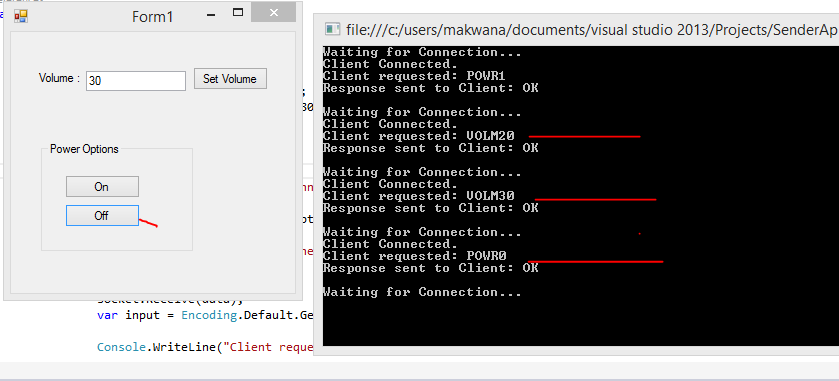 Form1
Volume :
30
Set Volume
Power Options
On
Off
file:///c:/users/makwana/documents/visual studio 2013/Projects/SenderAp
Waiting for Connection...
Client Connected.
Client requested: POWR1
Response sent to Client: OK
Waiting for Connection...
Client Connected.
Client requested: VOLM20
Response sent to Client: OK
Waiting for Connection...
Client Connected.
Client requested: VOLM30
Response sent to Client: OK
Waiting for Connection...
Client Connected.
Client requested: POWR0
Response sent to Client: OK
Waiting for Connection...
socket.Receive(data);
var input = Encoding.Default.Ge
Console.WriteLine("Client reque